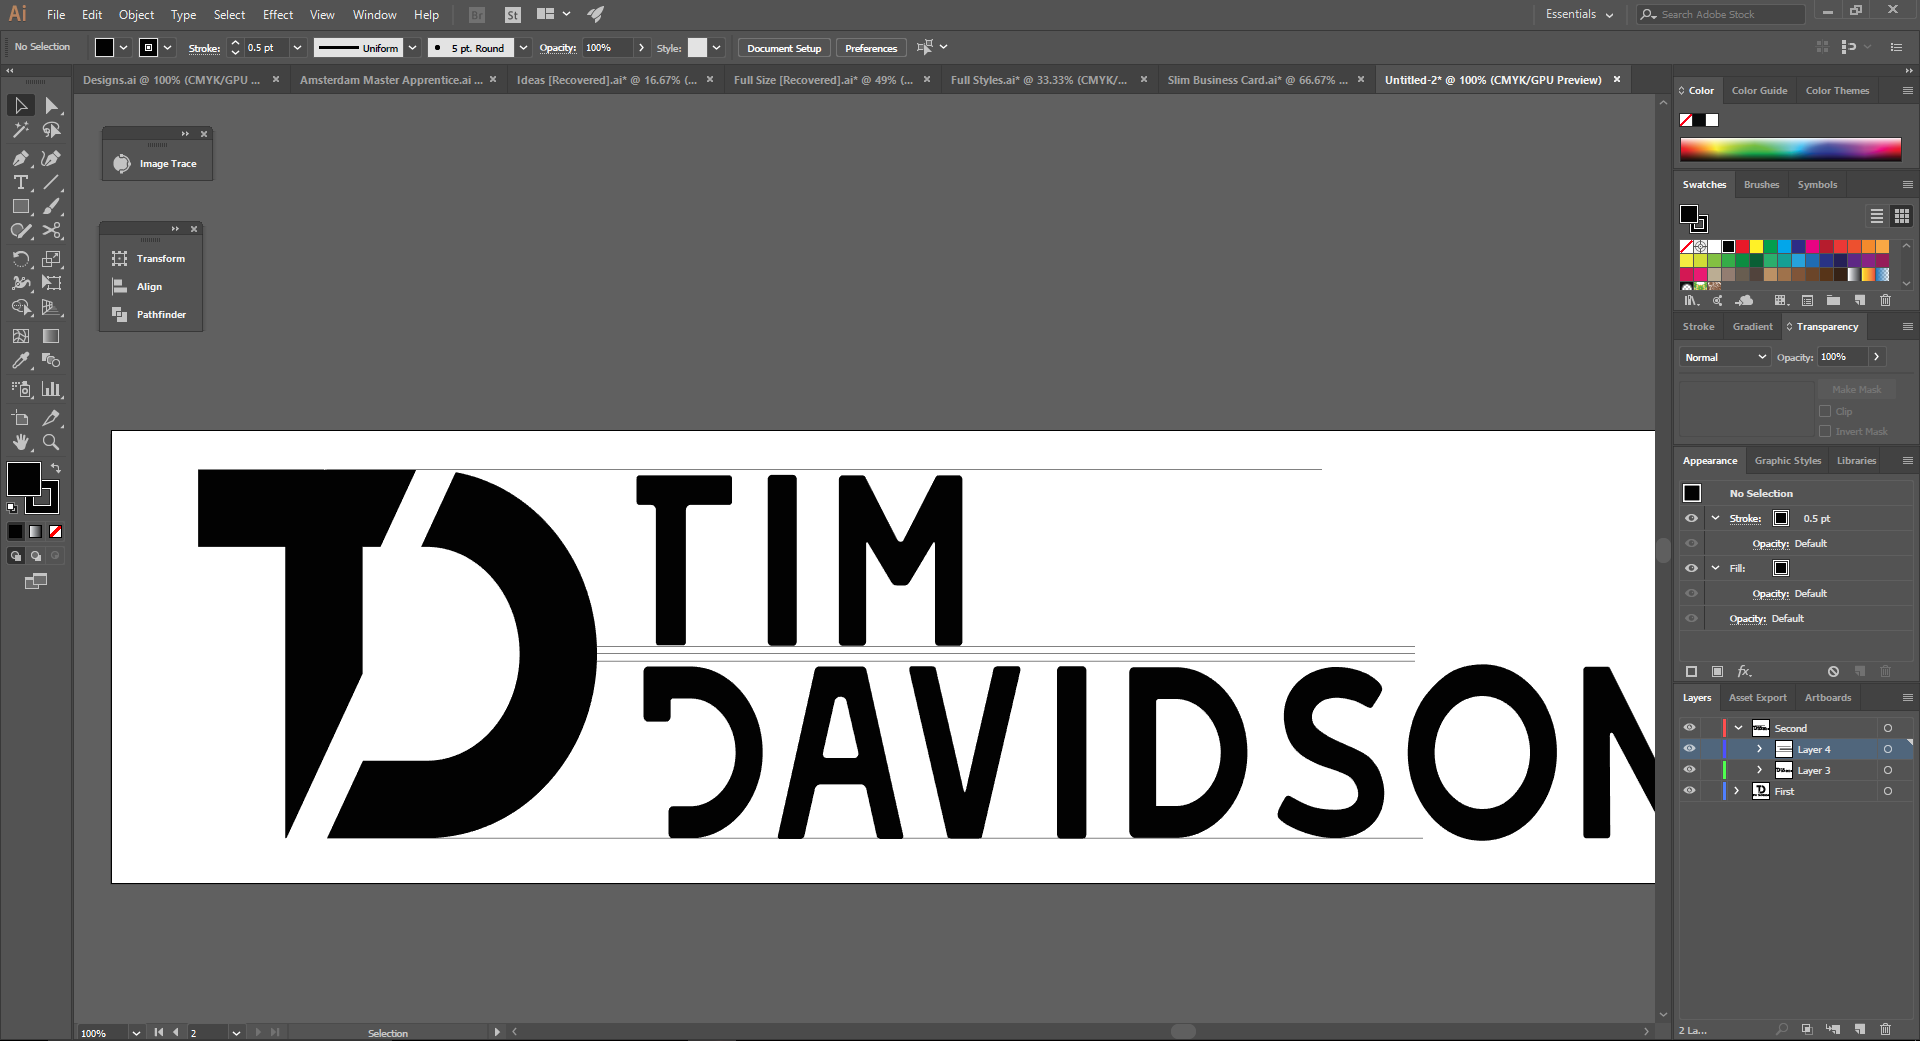 Ai File Edit Object Type Select Effect View Window Help Br St Essentials Search Adobe Stock
No Selection Stroke: 0.5 pt Uniform 5 pt. Round Opacity: 100% Style: Document Setup Preferences
Designs.ai @ 100% (CMYK/GPU ... Amsterdam Master Apprentice.ai ... Ideas [Recovered].ai* @ 16.67% (... Full Size [Recovered].ai* @ 49% (... Full Styles.ai* @ 33.33% (CMYK/... Slim Business Card.ai* @ 66.67% ... Untitled-2* @ 100% (CMYK/GPU Preview)
Image Trace
Transform
Align
Pathfinder
TD
TIM
DAVIDSON
Color Color Guide Color Themes
Swatches Brushes Symbols
Stroke Gradient Transparency
Normal Opacity: 100%
Make Mask
Clip
Invert Mask
Appearance Graphic Styles Libraries
No Selection
Stroke: 0.5 pt
Opacity: Default
Fill:
Opacity: Default
Opacity: Default
fx
Layers Asset Export Artboards
Second
Layer 4
Layer 3
First
2 La...
100% 2 Selection